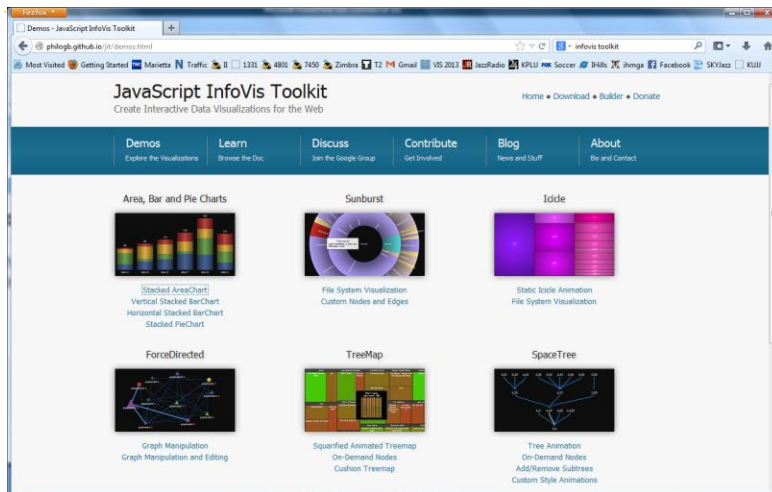 Firefox
Demos - JavaScript InfoVis Toolkit
philogb.github.io/jit/demos.html
infovis toolkit
Most Visited Getting Started Marietta Traffic II 1331 4801 7450 Zimbra T2 Gmail VIS 2013 JazzRadio KPLU Soccer IHills ihmga Facebook SKYJazz KUJJ
JavaScript InfoVis Toolkit
Create Interactive Data Visualizations for the Web
Home • Download • Builder • Donate
Demos Learn Discuss Contribute Blog About
Explore the Visualizations Browse the Doc Join the Google Group Get Involved News and Stuff Bio and Contact
Area, Bar and Pie Charts Sunburst Icicle
Stacked AreaChart
Vertical Stacked BarChart
Horizontal Stacked BarChart
Stacked PieChart
File System Visualization
Custom Nodes and Edges
Static Icicle Animation
File System Visualization
ForceDirected TreeMap SpaceTree
Graph Manipulation
Graph Manipulation and Editing
Squarified Animated Treemap
On-Demand Nodes
Cushion Treemap
Tree Animation
On-Demand Nodes
Add/Remove Subtrees
Custom Style Animations